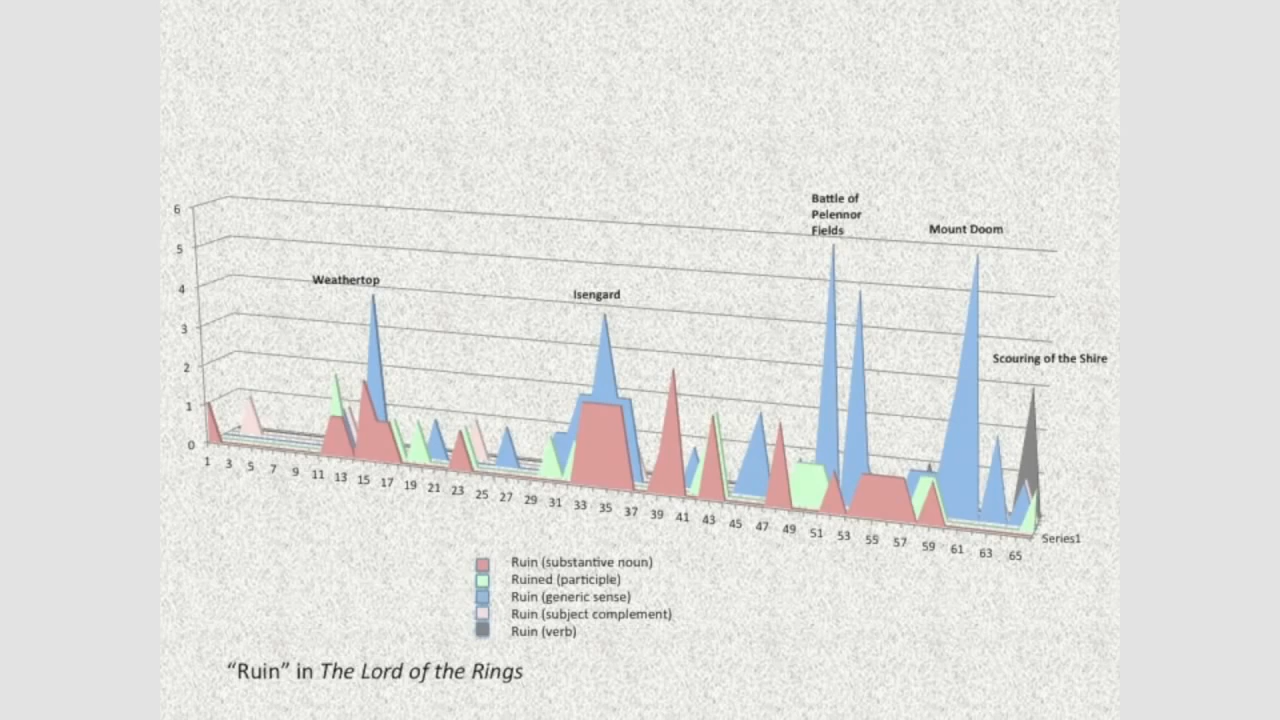 Battle of
Pelennor
Fields
Mount Doom
Weathertop
Isengard
Scouring of the Shire
6
5
4
3
2
1
0
1 3 5 7 9 11 13 15 17 19 21 23 25 27 29 31 33 35 37 39 41 43 45 47 49 51 53 55 57 59 61 63 65
Series1
Ruin (substantive noun)
Ruined (participle)
Ruin (generic sense)
Ruin (subject complement)
Ruin (verb)
“Ruin” in The Lord of the Rings